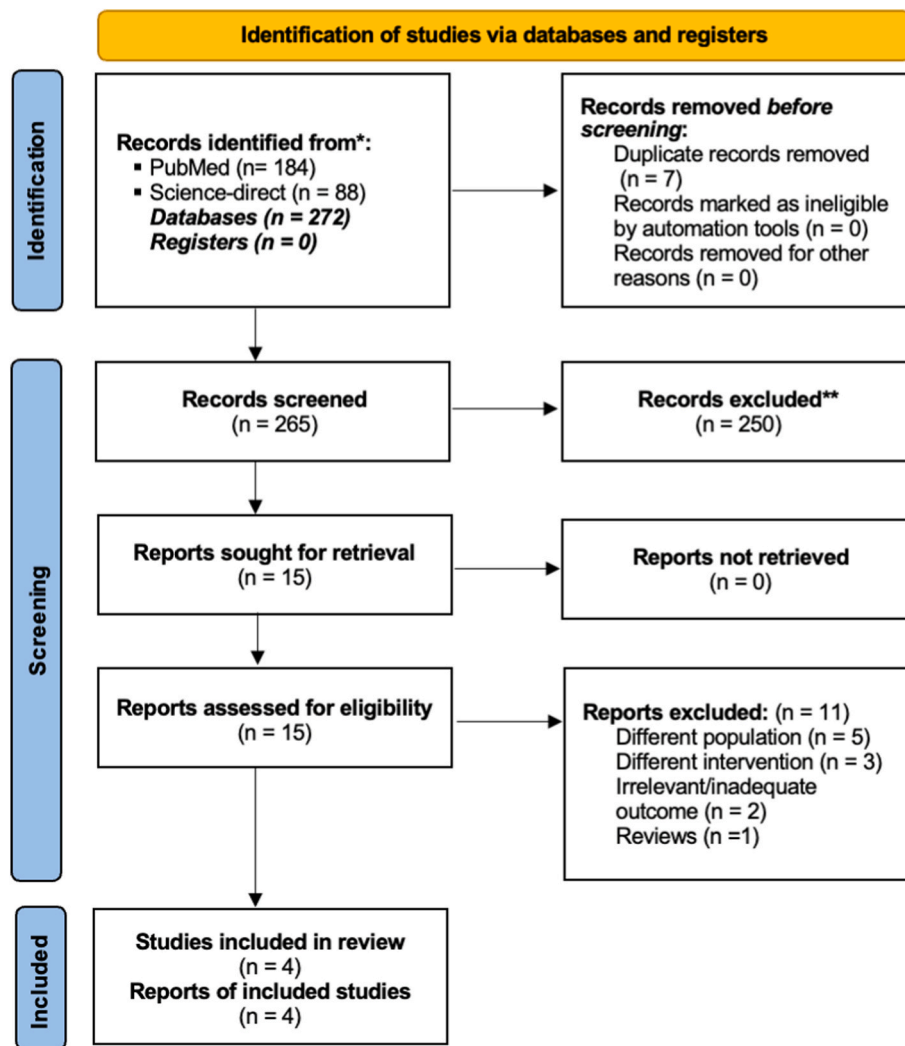 Identification of studies via databases and registers
Identification
Records identified from*:
▪ PubMed (n= 184)
▪ Science-direct (n = 88)
Databases (n = 272)
Registers (n = 0)
Records removed before
screening:
Duplicate records removed
(n = 7)
Records marked as ineligible
by automation tools (n = 0)
Records removed for other
reasons (n = 0)
Screening
Records screened
(n = 265)
Records excluded**
(n = 250)
Reports sought for retrieval
(n = 15)
Reports not retrieved
(n = 0)
Reports assessed for eligibility
(n = 15)
Reports excluded: (n = 11)
Different population (n = 5)
Different intervention (n = 3)
Irrelevant/inadequate
outcome (n = 2)
Reviews (n =1)
Included
Studies included in review
(n = 4)
Reports of included studies
(n = 4)